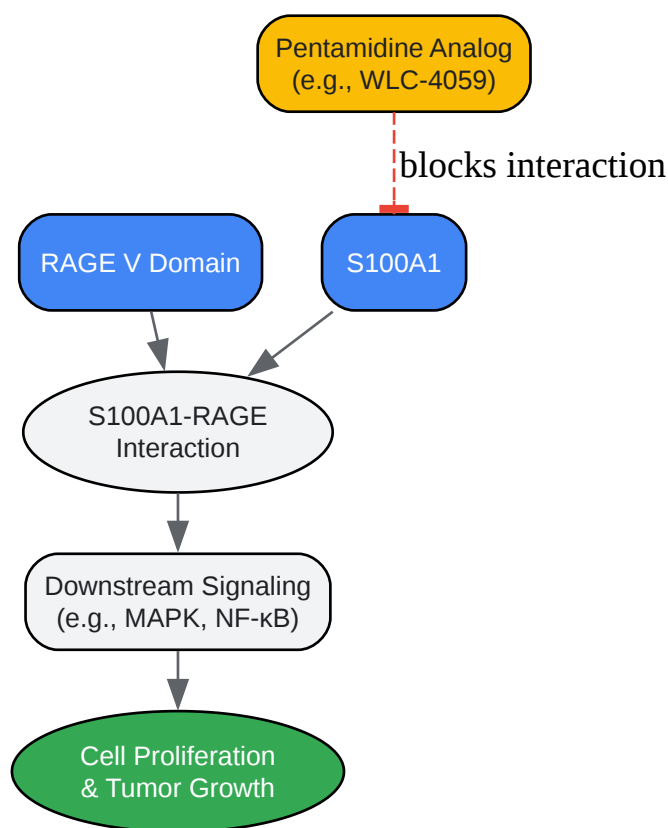 Pentamidine Analog
(e.g., WLC-4059)
blocks interaction
RAGE V Domain
S100A1
S100A1-RAGE
Interaction
Downstream Signaling
(e.g., MAPK, NF-κB)
Cell Proliferation
& Tumor Growth